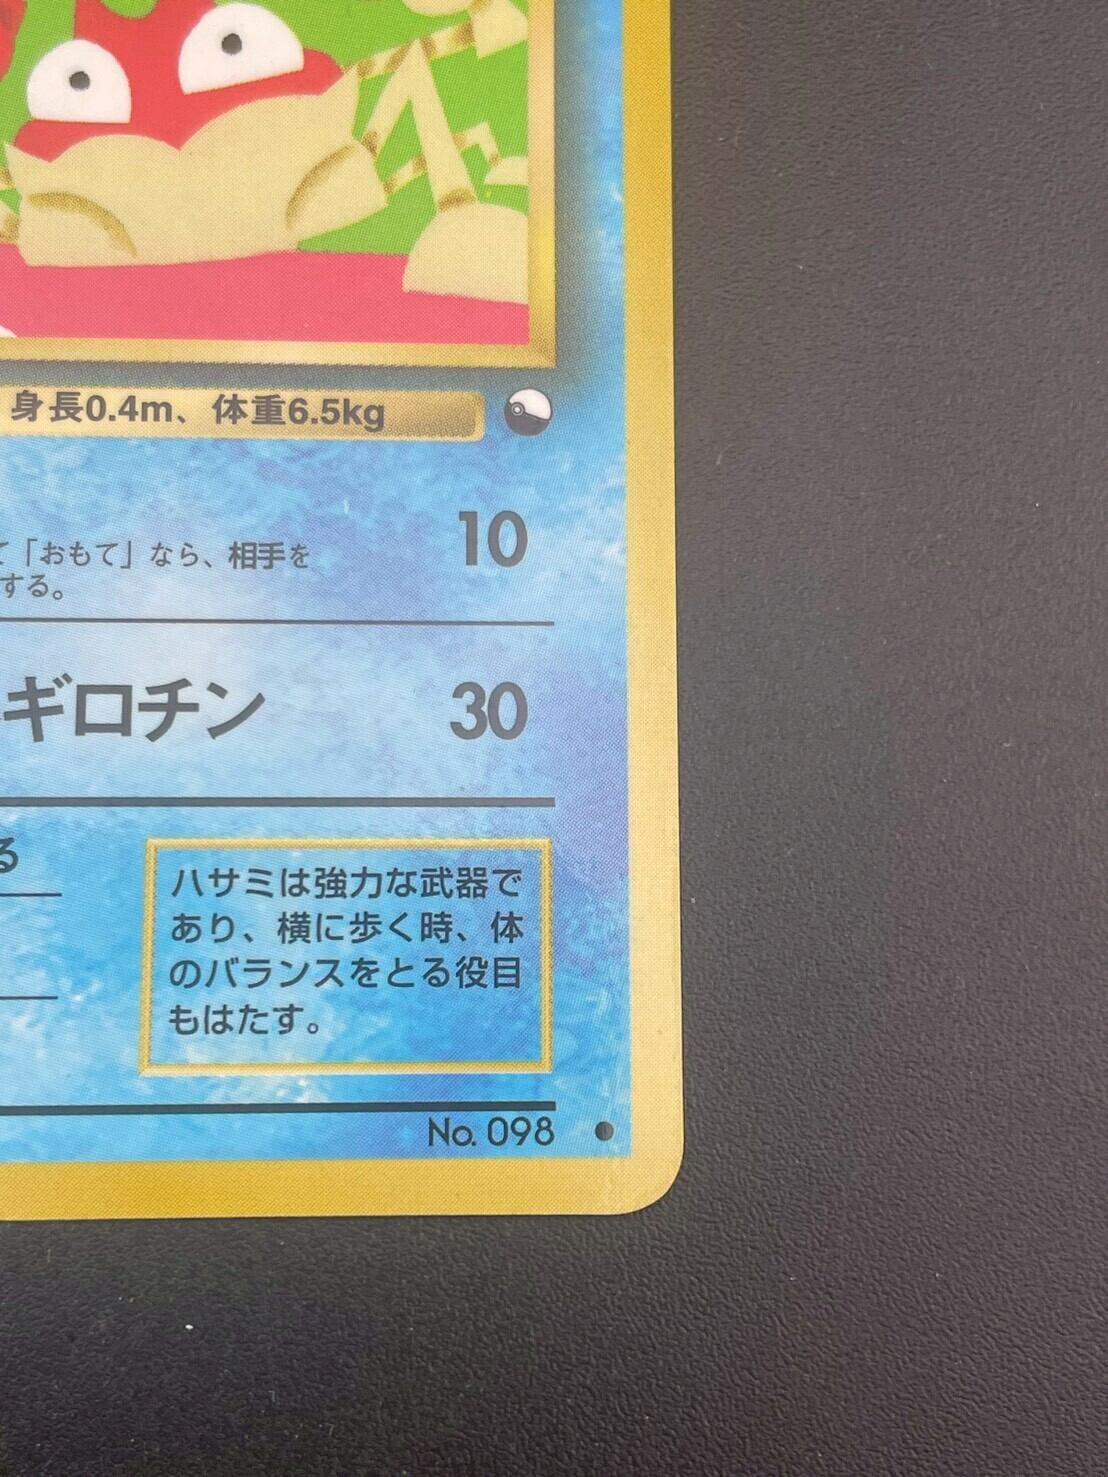 身長0.4m、体重6.5kg
て「おもて」なら、相手を
10
する。
ギロチン 30
る
ハサミは強力な武器で
あり、横に歩く時、体
のバランスをとる役目
もはたす。
No. 098 ●